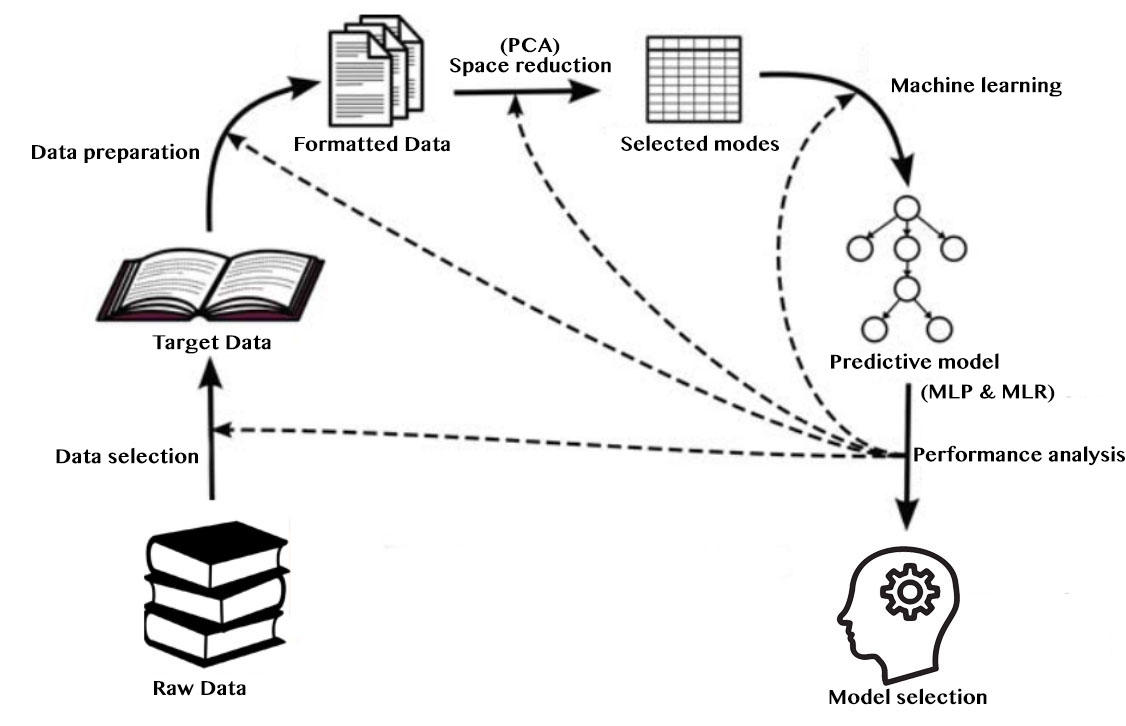 (PCA)
Space reduction
Machine learning
Formatted Data
Selected modes
Data preparation
Target Data
Predictive model
(MLP & MLR)
Data selection
Performance analysis
Raw Data
Model selection